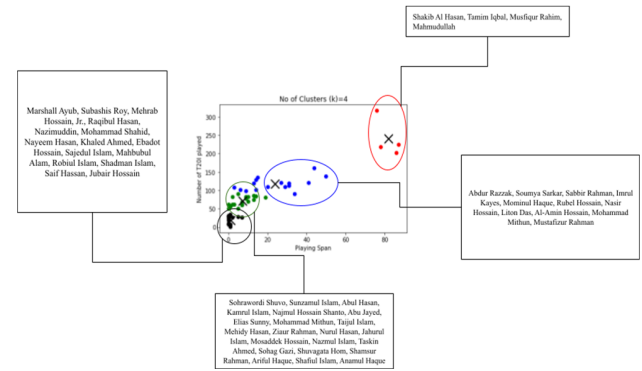 Shakib Al Hasan, Tamim Iqbal, Musfiqur Rahim,
Mahmudullah
Marshall Ayub, Subashis Roy, Mehrab
Hossain, Jr., Raqibul Hasan,
Nazimuddin, Mohammad Shahid,
Nayeem Hasan, Khaled Ahmed, Ebadot
Hossain, Sajedul Islam, Mahbubul
Alam, Robiul Islam, Shadman Islam,
Saif Hassan, Jubair Hossain
No of Clusters (k)=4
Number of T20I played
300
250
200
150
100
50
0
0
20
40
60
80
Playing Span
Abdur Razzak, Soumya Sarkar, Sabbir Rahman, Imrul
Kayes, Mominul Haque, Rubel Hossain, Nasir
Hossain, Liton Das, Al-Amin Hossain, Mohammad
Mithun, Mustafizur Rahman
Sohrawordi Shuvo, Sunzamul Islam, Abul Hasan,
Kamrul Islam, Najmul Hossain Shanto, Abu Jayed,
Elias Sunny, Mohammad Mithun, Taijul Islam,
Mehidy Hasan, Ziaur Rahman, Nurul Hasan, Jahurul
Islam, Mosaddek Hossain, Nazmul Islam, Taskin
Ahmed, Sohag Gazi, Shuvagata Hom, Shamsur
Rahman, Ariful Haque, Shafiul Islam, Anamul Haque